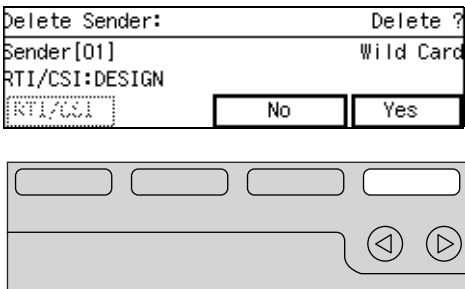 Delete Sender: Delete ?
Sender[01] Wild Card
RTI/CSI:DESIGN
RTI/CSI No Yes